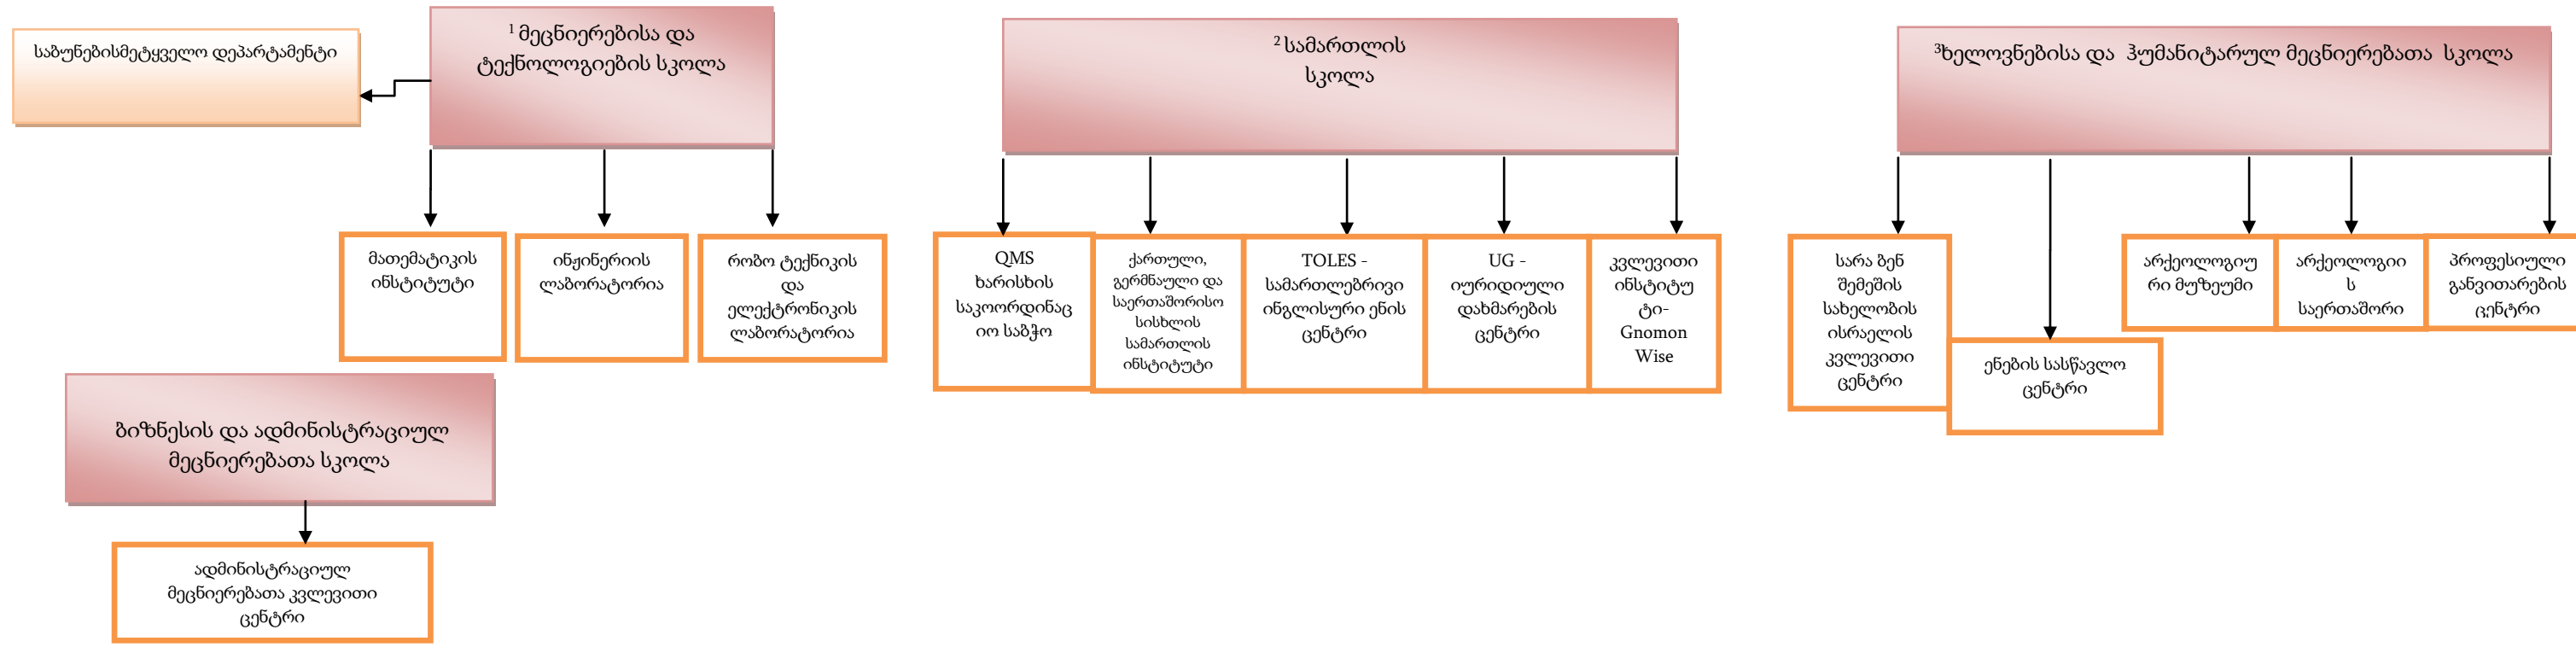 საბუნებისმეტყველო დეპარტამენტი
1 მეცნიერებისა და
ტექნოლოგიების სკოლა
მათემატიკის
ინსტიტუტი
ინჟინერიის
ლაბორატორია
რობო ტექნიკის
და
ელექტრონიკის
ლაბორატორია
2 სამართლის
სკოლა
QMS
ხარისხის
საკოორდინაც
იო საბჭო
ქართული,
გერმნაული და
საერთაშორისო
სისხლის
სამართლის
ინსტიტუტი
TOLES -
სამართლებრივი
ინგლისური ენის
ცენტრი
UG -
იურიდიული
დახმარების
ცენტრი
კვლევითი
ინსტიტუ
ტი-
Gnomon
Wise
3ხელოვნებისა და ჰუმანიტარულ მეცნიერებათა სკოლა
სარა ბენ
შემეშის
სახელობის
ისრაელის
კვლევითი
ცენტრი
ენების სასწავლო
ცენტრი
არქეოლოგიუ
რი მუზეუმი
არქეოლოგიი
ს
საერთაშორი
პროფესიული
განვითარების
ცენტრი
ბიზნესის და ადმინისტრაციულ
მეცნიერებათა სკოლა
ადმინისტრაციულ
მეცნიერებათა კვლევითი
ცენტრი